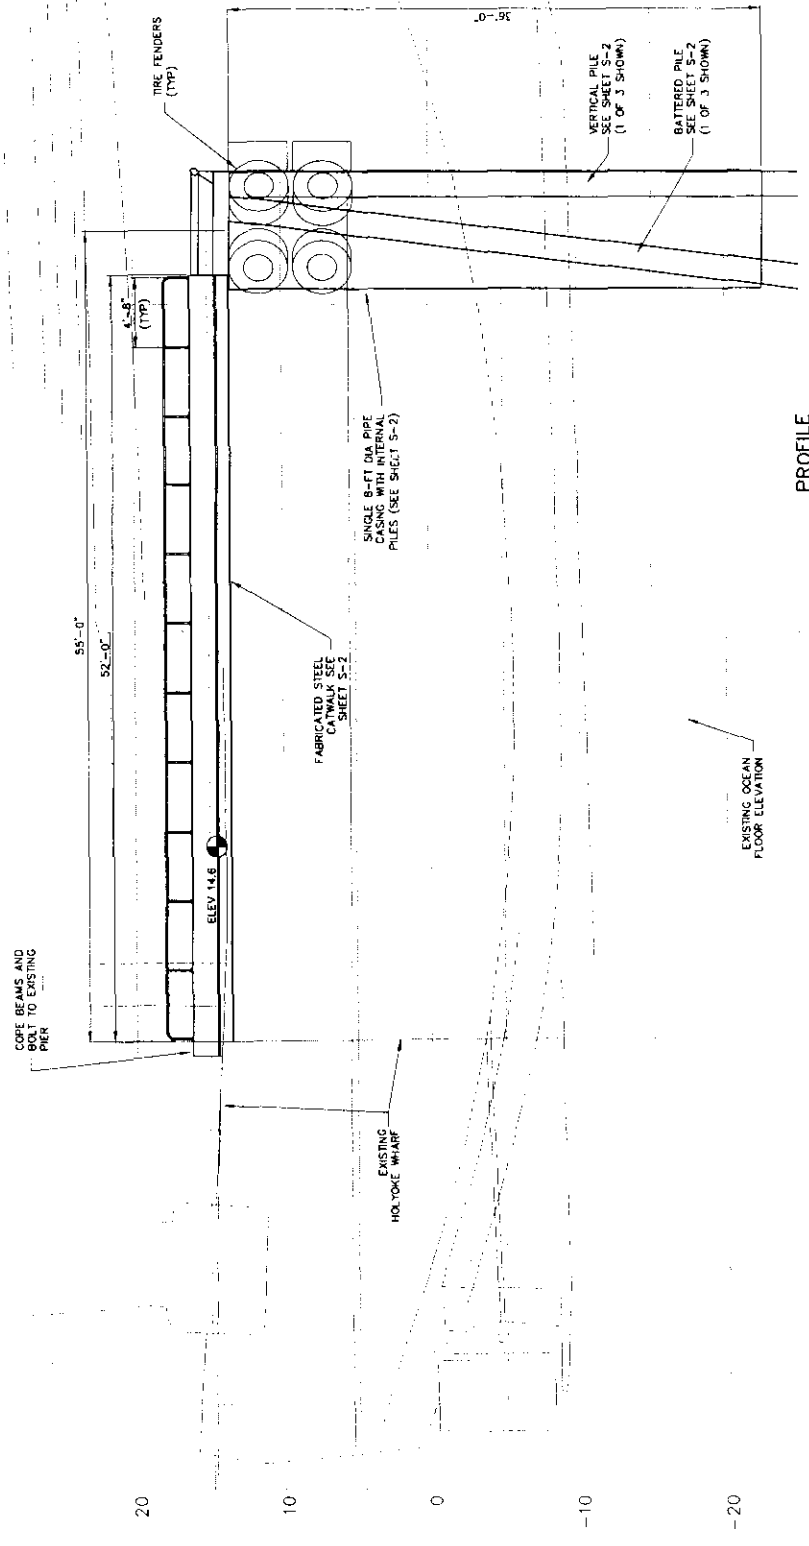 COPE BEAMS AND
BOLT TO EXISTING
PIER
55'-0"
52'-0"
4'-8"
(TYP)
TIRE FENDERS
(TYP)
36'-0"
ELEV 14.6
FABRICATED STEEL
CATWALK SEE
SHEET S-2
SINGLE 8-FT DIA PIPE
CASING WITH INTERNAL
PILES (SEE SHEET S-2)
VERTICAL PILE
SEE SHEET S-2
(1 OF 3 SHOWN)
BATTERED PILE
SEE SHEET S-2
(1 OF 3 SHOWN)
EXISTING
HOLYOKE WHARF
EXISTING OCEAN
FLOOR ELEVATION
20
10
0
-10
-20
PROFILE